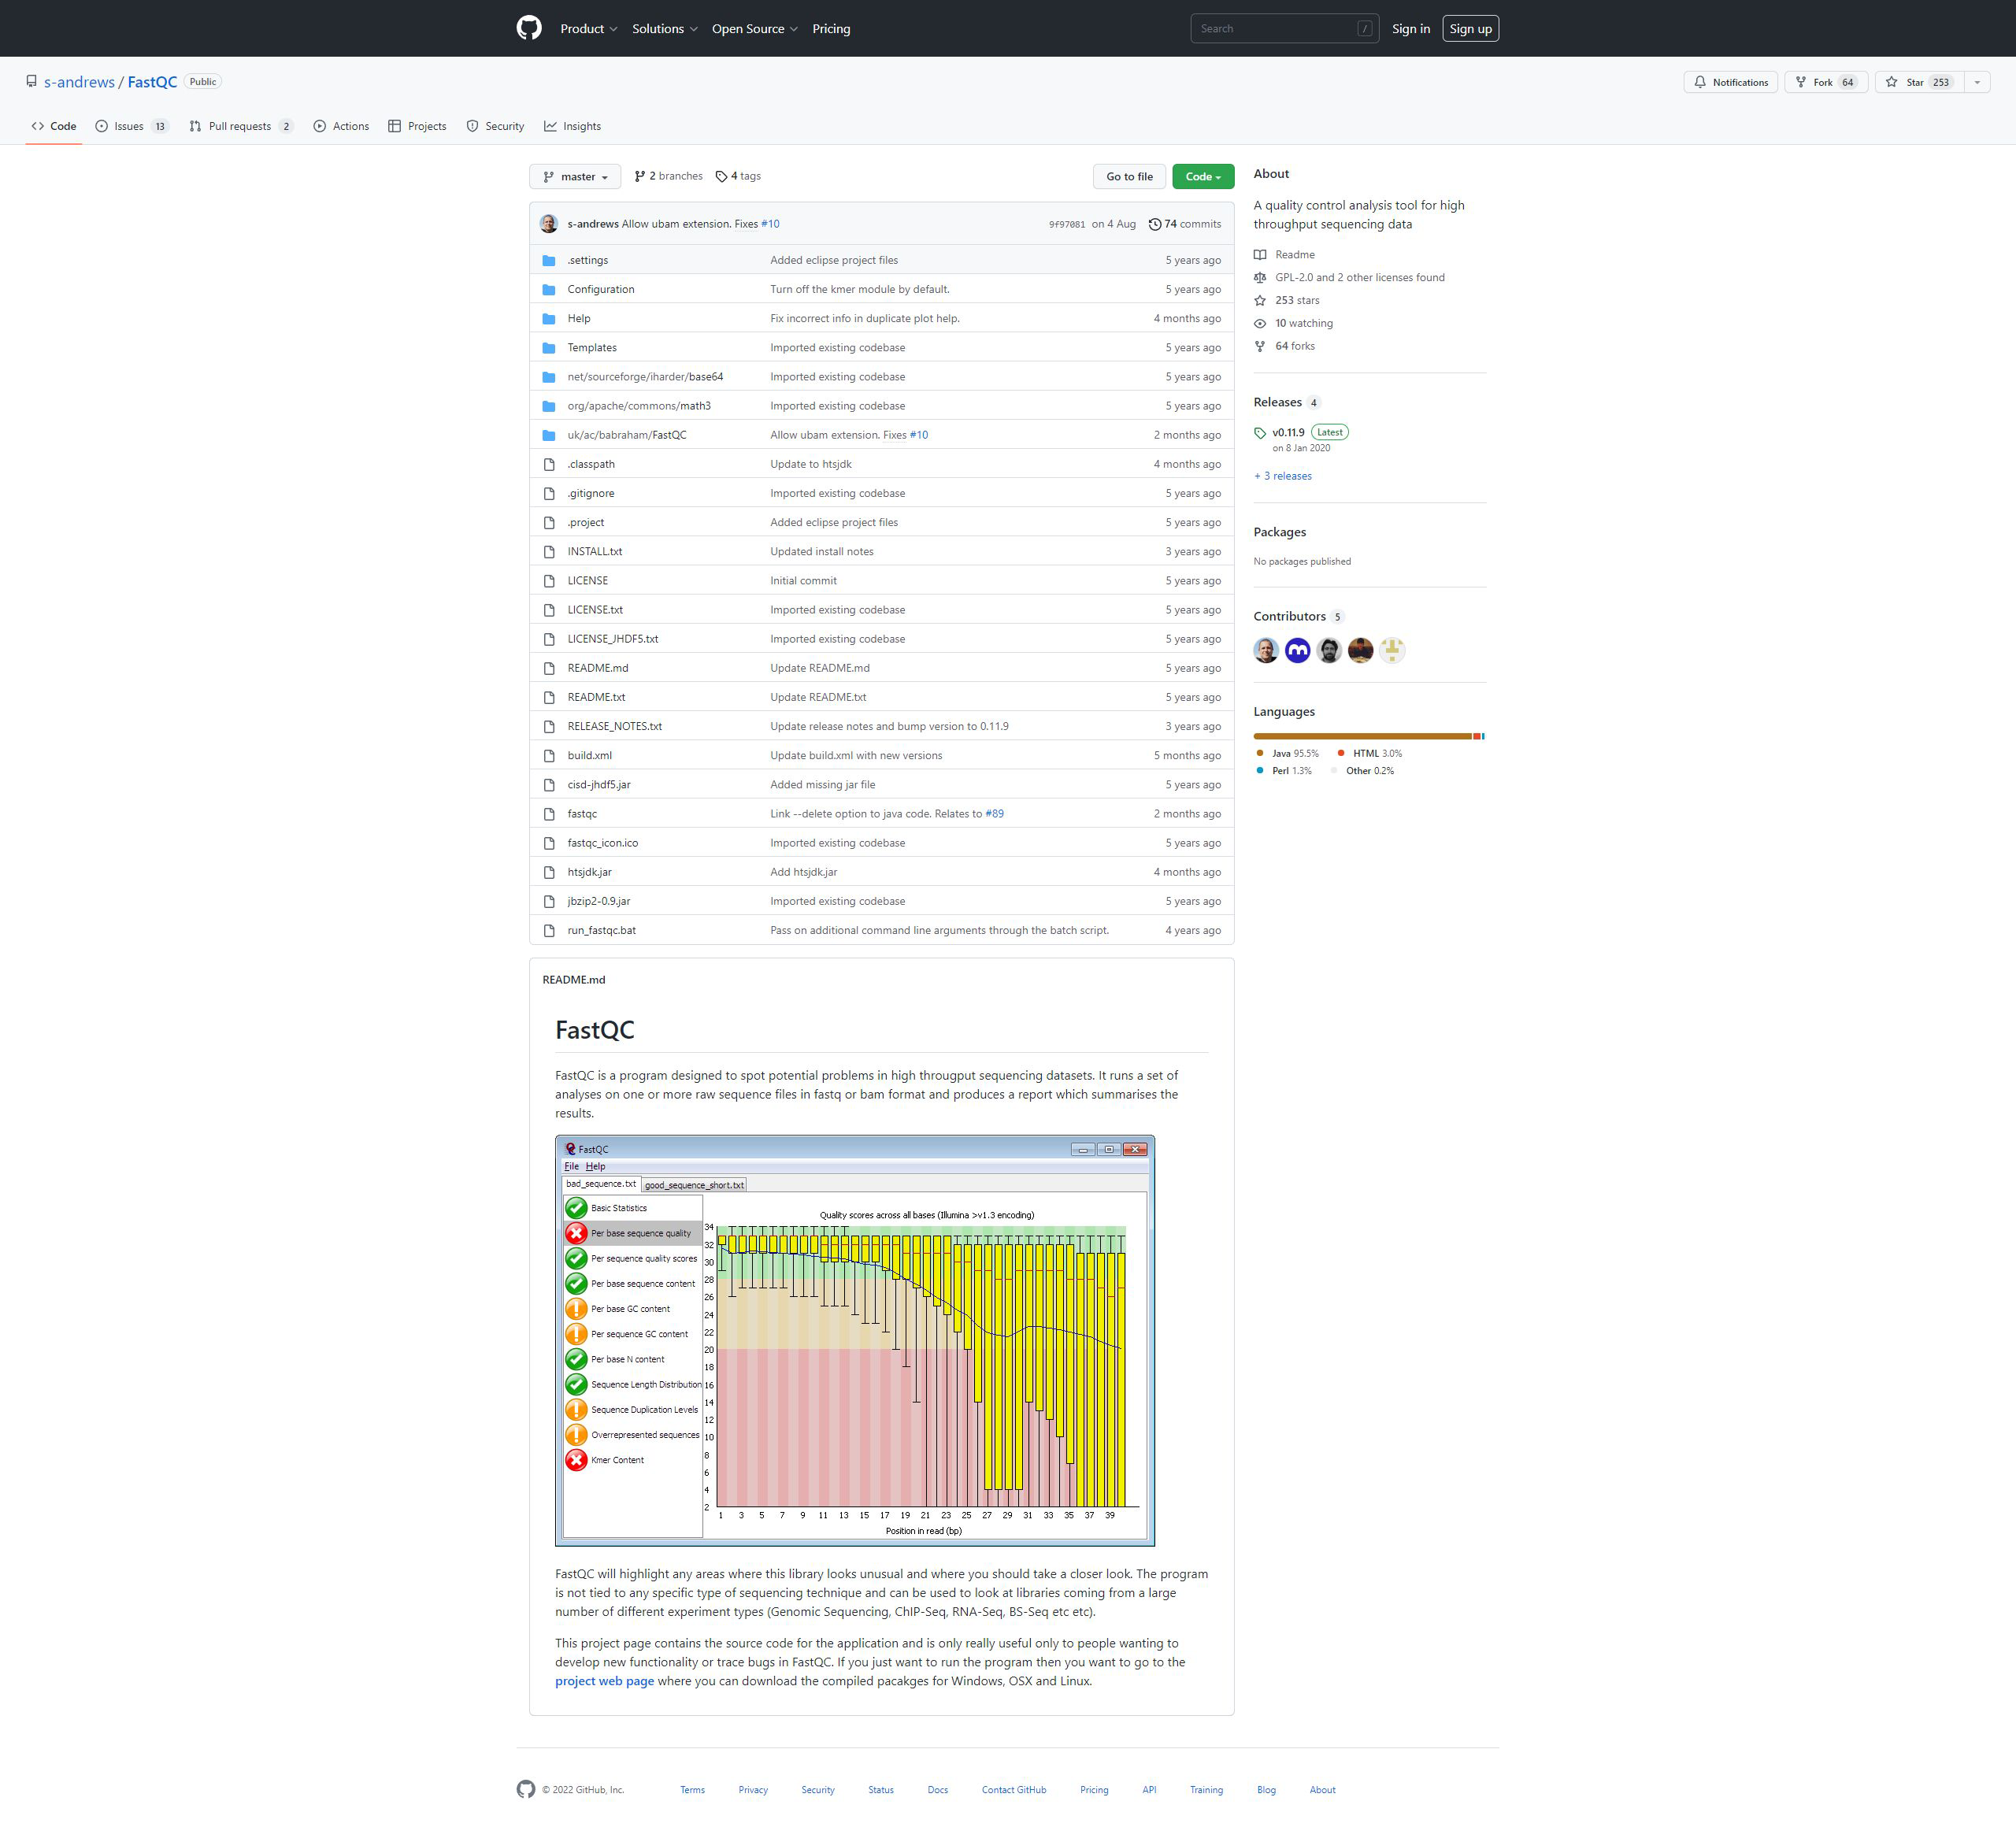 Product Solutions Open Source Pricing Search / Sign in Sign up
s-andrews / FastQC Public Notifications Fork 64 Star 253
Code Issues 13 Pull requests 2 Actions Projects Security Insights
master 2 branches 4 tags Go to file Code
s-andrews Allow ubam extension. Fixes #10 9f97081 on 4 Aug 74 commits
.settings Added eclipse project files 5 years ago
Configuration Turn off the kmer module by default. 5 years ago
Help Fix incorrect info in duplicate plot help. 4 months ago
Templates Imported existing codebase 5 years ago
net/sourceforge/iharder/base64 Imported existing codebase 5 years ago
org/apache/commons/math3 Imported existing codebase 5 years ago
uk/ac/babraham/FastQC Allow ubam extension. Fixes #10 2 months ago
.classpath Update to htsjdk 4 months ago
.gitignore Imported existing codebase 5 years ago
.project Added eclipse project files 5 years ago
INSTALL.txt Updated install notes 3 years ago
LICENSE Initial commit 5 years ago
LICENSE.txt Imported existing codebase 5 years ago
LICENSE_JHDF5.txt Imported existing codebase 5 years ago
README.md Update README.md 5 years ago
README.txt Update README.txt 5 years ago
RELEASE_NOTES.txt Update release notes and bump version to 0.11.9 3 years ago
build.xml Update build.xml with new versions 5 months ago
cisd-jhdf5.jar Added missing jar file 5 years ago
fastqc Link --delete option to java code. Relates to #89 2 months ago
fastqc_icon.ico Imported existing codebase 5 years ago
htsjdk.jar Add htsjdk.jar 4 months ago
jbzip2-0.9.jar Imported existing codebase 5 years ago
run_fastqc.bat Pass on additional command line arguments through the batch script. 4 years ago
About
A quality control analysis tool for high
throughput sequencing data
Readme
GPL-2.0 and 2 other licenses found
253 stars
10 watching
64 forks
Releases 4
v0.11.9 Latest
on 8 Jan 2020
+ 3 releases
Packages
No packages published
Contributors 5
Languages
Java 95.5% HTML 3.0%
Perl 1.3% Other 0.2%
README.md
FastQC
FastQC is a program designed to spot potential problems in high througput sequencing datasets. It runs a set of
analyses on one or more raw sequence files in fastq or bam format and produces a report which summarises the
results.
FastQC
File Help
bad_sequence.txt good_sequence_short.txt
Basic Statistics
Per base sequence quality
Per sequence quality scores
Per base sequence content
Per base GC content
Per sequence GC content
Per base N content
Sequence Length Distribution
Sequence Duplication Levels
Overrepresented sequences
Kmer Content
Quality scores across all bases (Illumina >v1.3 encoding)
34
32
30
28
26
24
22
20
18
16
14
12
10
8
6
4
2
1 3 5 7 9 11 13 15 17 19 21 23 25 27 29 31 33 35 37 39
Position in read (bp)
FastQC will highlight any areas where this library looks unusual and where you should take a closer look. The program
is not tied to any specific type of sequencing technique and can be used to look at libraries coming from a large
number of different experiment types (Genomic Sequencing, ChIP-Seq, RNA-Seq, BS-Seq etc etc).
This project page contains the source code for the application and is only really useful only to people wanting to
develop new functionality or trace bugs in FastQC. If you just want to run the program then you want to go to the
project web page where you can download the compiled pacakges for Windows, OSX and Linux.
© 2022 GitHub, Inc. Terms Privacy Security Status Docs Contact GitHub Pricing API Training Blog About